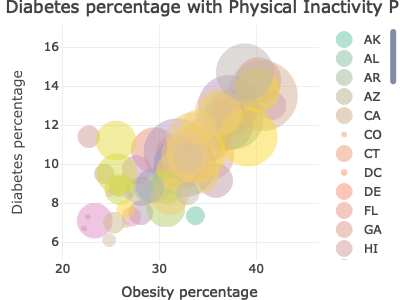 Diabetes percentage with Physical Inactivity P
Diabetes percentage
16
14
12
10
8
6
20
30
40
Obesity percentage
AK
AL
AR
AZ
CA
CO
CT
DC
DE
FL
GA
HI